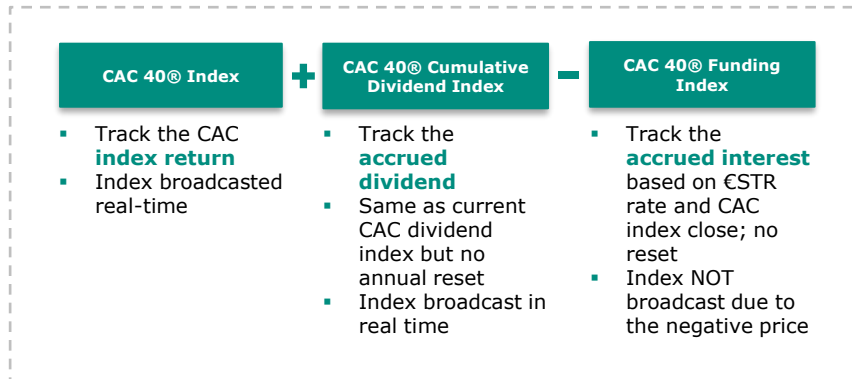 CAC 40® Index
+
CAC 40® Cumulative
Dividend Index
−
CAC 40® Funding
Index
▪ Track the CAC
index return
▪ Index broadcasted
real-time
▪ Track the
accrued
dividend
▪ Same as current
CAC dividend
index but no
annual reset
▪ Index broadcast in
real time
▪ Track the
accrued interest
based on €STR
rate and CAC
index close; no
reset
▪ Index NOT
broadcast due to
the negative price